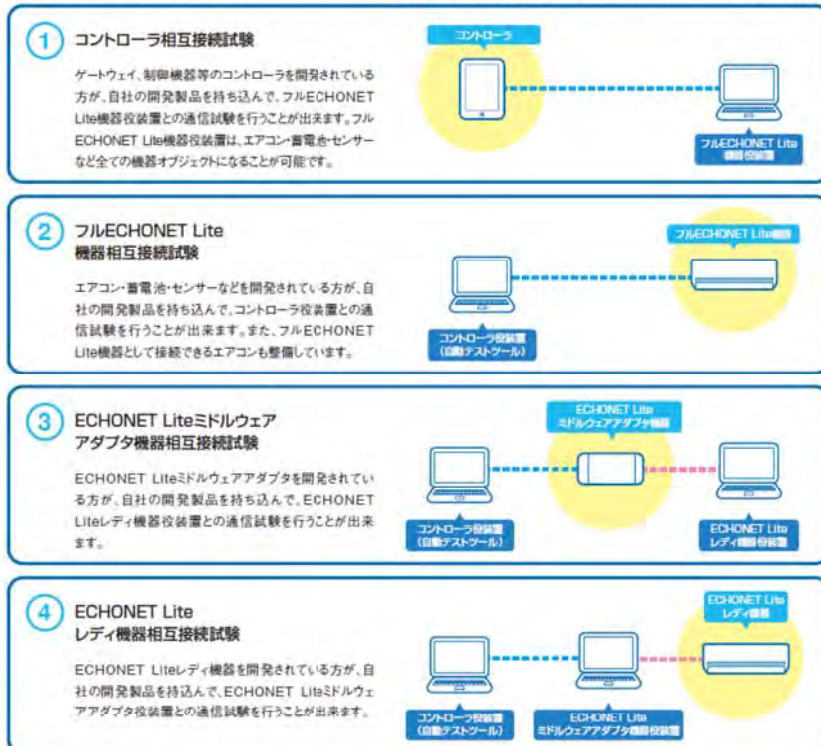 1 コントローラ相互接続試験
ゲートウェイ、制御機器等のコントローラを開発されている
方が、自社の開発製品を持ち込んで、フルECHONET
Lite機器役装置との通信試験を行うことが出来ます。フル
ECHONET Lite機器役装置は、エアコン・蓄電池・センサー
など全ての機器オブジェクトになることが可能です。
コントローラ
フルECHONET Lite
機器役装置
2 フルECHONET Lite
機器相互接続試験
エアコン・蓄電池・センサーなどを開発されている方が、自
社の開発製品を持ち込んで、コントローラ役装置との通
信試験を行うことが出来ます。また、フルECHONET
Lite機器として接続できるエアコンも整備しています。
フルECHONET Lite機器
コントローラ役装置
(自動テストツール)
3 ECHONET Liteミドルウェア
アダプタ機器相互接続試験
ECHONET Liteミドルウェアアダプタを開発されてい
る方が、自社の開発製品を持ち込んで、ECHONET
Liteレディ機器役装置との通信試験を行うことが出来
ます。
ECHONET Lite
ミドルウェアアダプタ機器
コントローラ役装置
(自動テストツール)
ECHONET Lite
レディ機器役装置
4 ECHONET Lite
レディ機器相互接続試験
ECHONET Liteレディ機器を開発されている方が、自
社の開発製品を持込んで、ECHONET Liteミドルウェ
アアダプタ役装置との通信試験を行うことが出来ます。
ECHONET Lite
レディ機器
コントローラ役装置
(自動テストツール)
ECHONET Lite
ミドルウェアアダプタ機器役装置